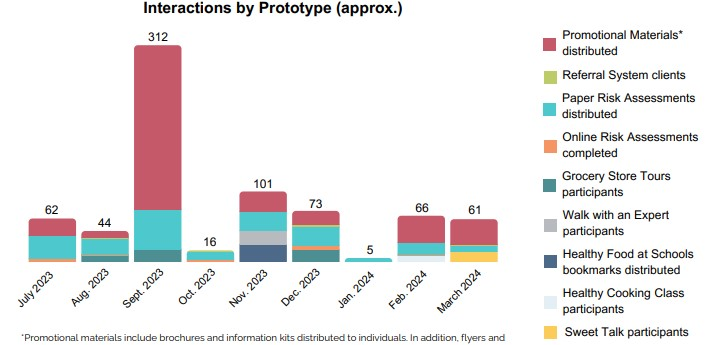 Interactions by Prototype (approx.)
312
62
44
16
101
73
5
66
61
July 2023
Aug. 2023
Sept. 2023
Oct. 2023
Nov. 2023
Dec. 2023
Jan. 2024
Feb. 2024
March 2024
Promotional Materials*
distributed
Referral System clients
Paper Risk Assessments
distributed
Online Risk Assessments
completed
Grocery Store Tours
participants
Walk with an Expert
participants
Healthy Food at Schools
bookmarks distributed
Healthy Cooking Class
participants
Sweet Talk participants
*Promotional materials include brochures and information kits distributed to individuals. In addition, flyers and